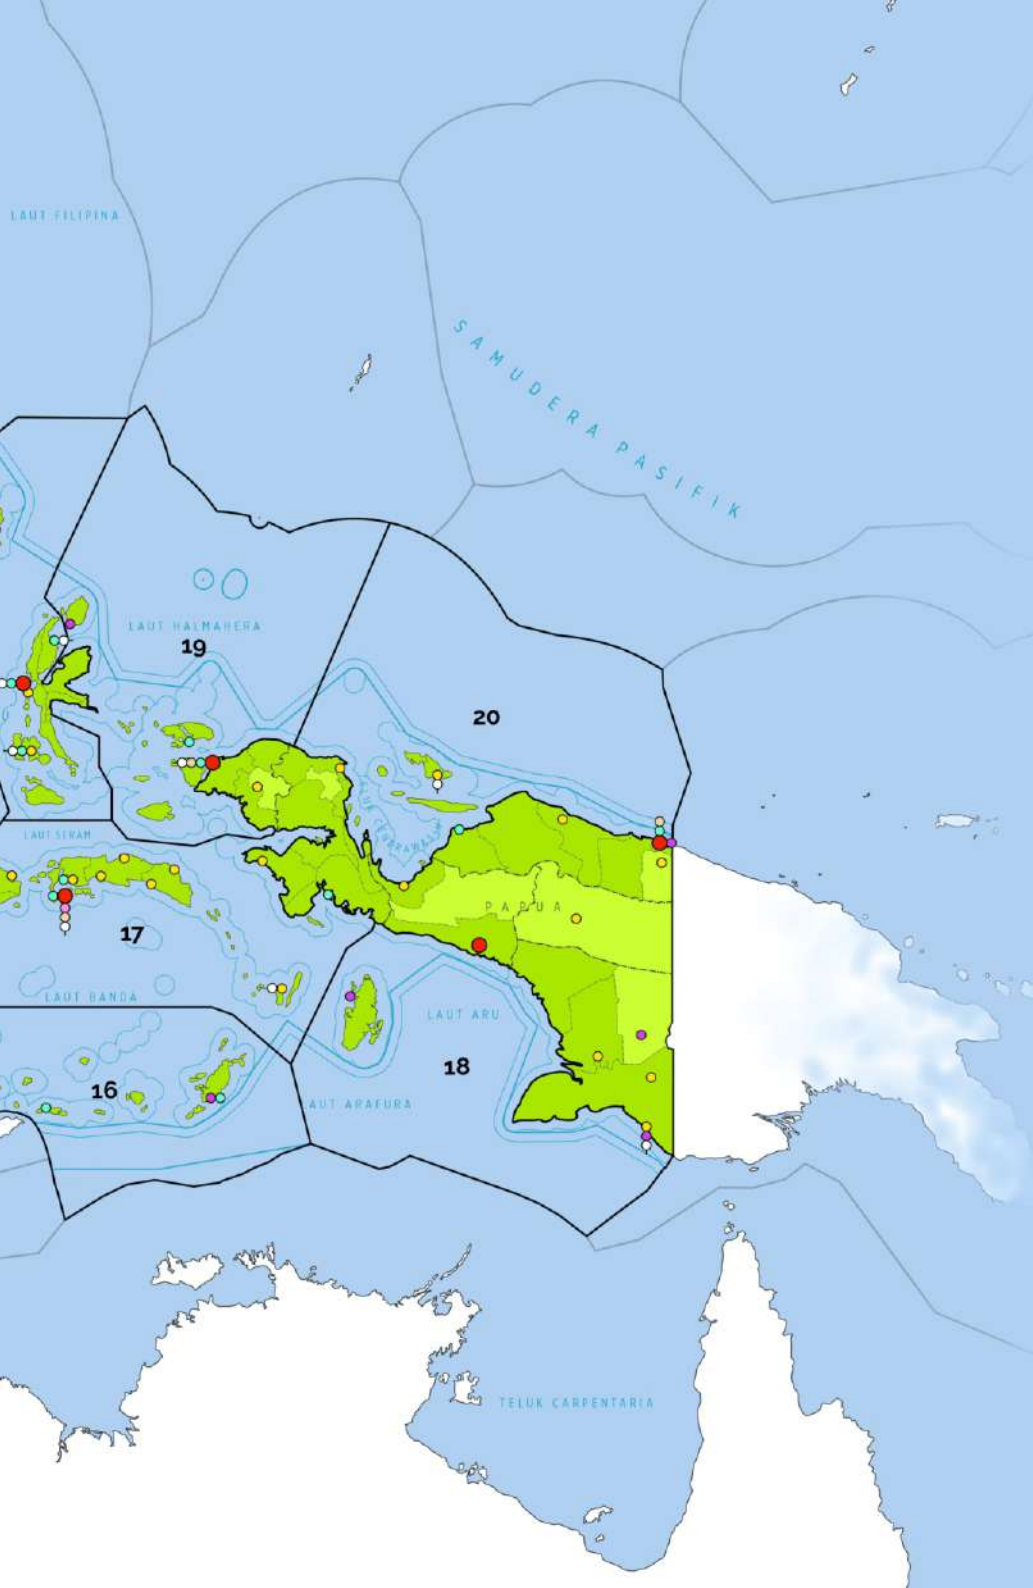 LAUT FILIPINA
SAMUDERA PASIFIK
LAUT HALMAHERA
19
20
LAUT SERAM
PAPUA
17
LAUT BANDA
LAUT ARU
18
16
AUT ARAFURA
TELUK CARPENTARIA